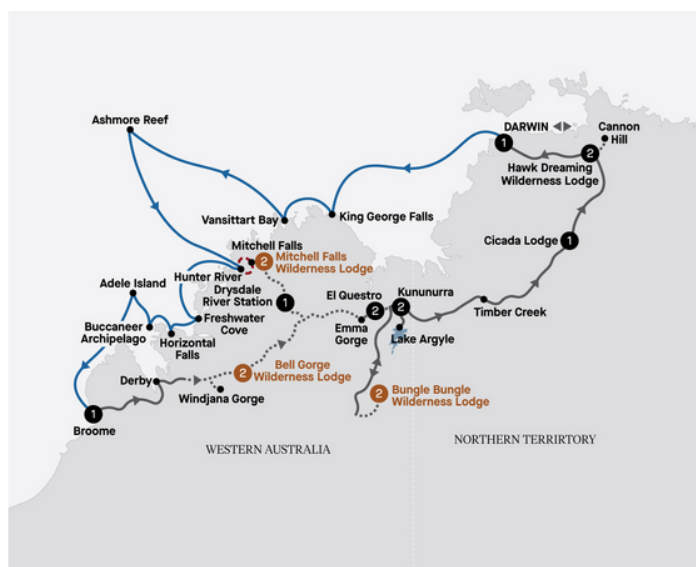 Ashmore Reef
DARWIN
Cannon
Hill
1
2
Hawk Dreaming
Wilderness Lodge
Vansittart Bay
King George Falls
Cicada Lodge
1
Mitchell Falls
2
Mitchell Falls
Wilderness Lodge
Hunter River
Drysdale
River Station
1
Adele Island
El Questro
2
Kununurra
2
Timber Creek
Freshwater
Cove
Buccaneer
Archipelago
Horizontal
Falls
Emma
Gorge
Lake Argyle
Derby
2
Bell Gorge
Wilderness Lodge
Windjana Gorge
2
Bungle Bungle
Wilderness Lodge
1
Broome
WESTERN AUSTRALIA
NORTHERN TERRIRTORY